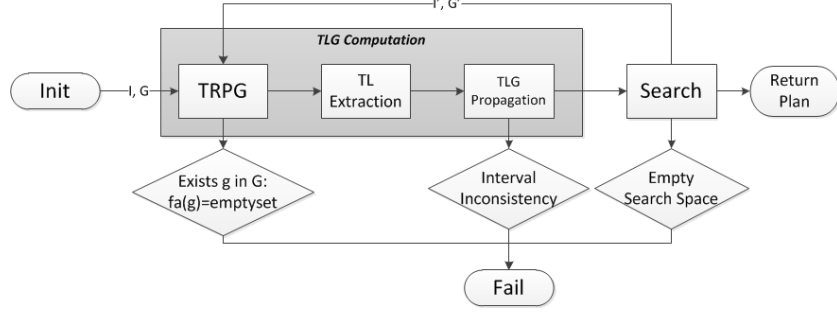 I', G'
TLG Computation
Init
I, G
TRPG
TL
Extraction
TLG
Propagation
Search
Return
Plan
Exists g in G:
fa(g)=emptyset
Interval
Inconsistency
Empty
Search Space
Fail